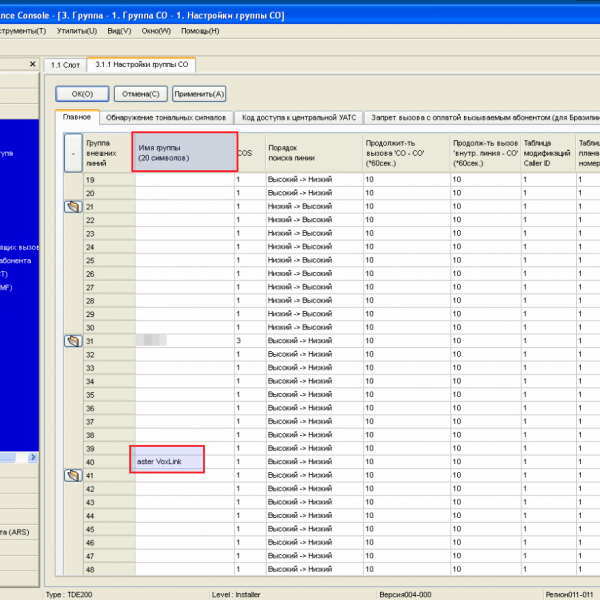 nce Console - [3. Группа - 1. Группа CO - 1. Настройки группы CO]
струменты(T) Утилиты(U) Вид(V) Окно(W) Помощь(H)
1.1 Слот 3.1.1 Настройки группы CO
OK(O) Отмена(C) Применить(A)
Главное Обнаружение тональных сигналов Код доступа к центральной УАТС Запрет вызова с оплатой вызываемым абонентом (для Бразилии
Группа внешних линий Имя группы (20 символов) COS Порядок поиска линии Продолжит-ть вызова 'CO - CO' (*60сек.) Продолж-ть вызов 'внутр. линия - CO' (*60сек.) Таблица модификаций Caller ID Таблиц плана номер
19 1 Высокий -> Низкий 10 10 1 1
20 1 Высокий -> Низкий 10 10 1 1
21 1 Низкий -> Высокий 10 10 1 1
22 1 Низкий -> Высокий 10 10 1 1
23 1 Низкий -> Высокий 10 10 1 1
24 1 Низкий -> Высокий 10 10 1 1
25 1 Низкий -> Высокий 10 10 1 1
26 1 Низкий -> Высокий 10 10 1 1
27 1 Низкий -> Высокий 10 10 1 1
28 1 Низкий -> Высокий 10 10 1 1
29 1 Низкий -> Высокий 10 10 1 1
30 1 Низкий -> Высокий 10 10 1 1
31 3 Высокий -> Низкий 10 10 1 1
32 1 Высокий -> Низкий 10 10 1 1
33 1 Высокий -> Низкий 10 10 1 1
34 1 Высокий -> Низкий 10 10 1 1
35 1 Высокий -> Низкий 10 10 1 1
36 1 Высокий -> Низкий 10 10 1 1
37 1 Высокий -> Низкий 10 10 1 1
38 1 Высокий -> Низкий 10 10 1 1
39 1 Высокий -> Низкий 10 10 1 1
40 aster VoxLink 1 Высокий -> Низкий 10 10 1 1
41 1 Высокий -> Низкий 10 10 1 1
42 1 Высокий -> Низкий 10 10 1 1
43 1 Высокий -> Низкий 10 10 1 1
44 1 Высокий -> Низкий 10 10 1 1
45 1 Высокий -> Низкий 10 10 1 1
46 1 Высокий -> Низкий 10 10 1 1
47 1 Высокий -> Низкий 10 10 1 1
48 1 Высокий -> Низкий 10 10 1 1
упа
ящих вызов
абонента
CT)
MF)
та (ARS)
Type : TDE200 Level : Installer Версия004-000 Регион011-011